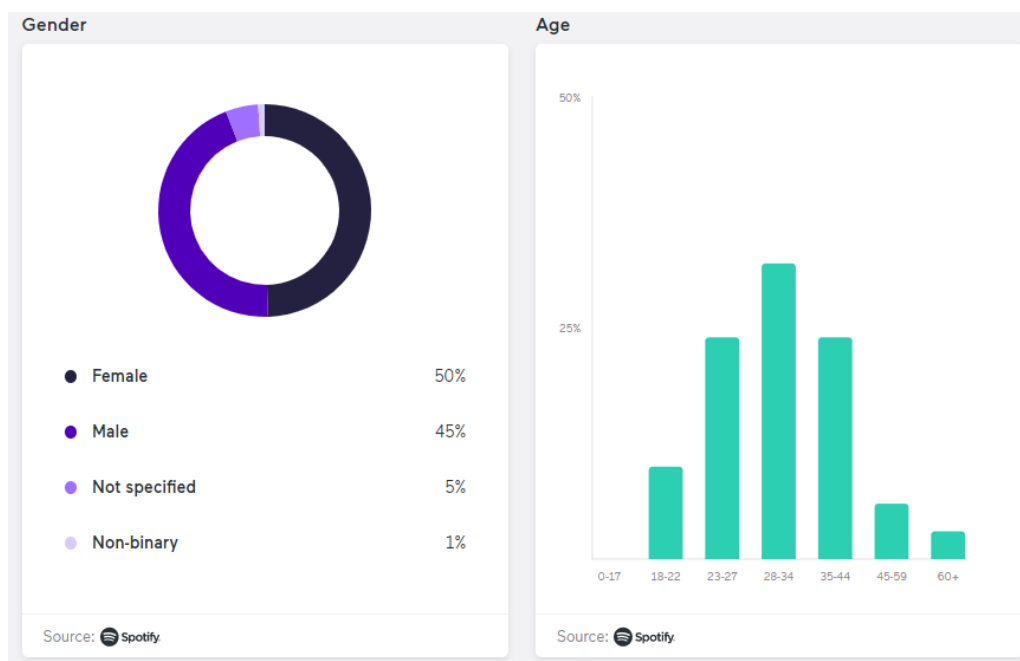 Gender
Female 50%
Male 45%
Not specified 5%
Non-binary 1%
Source: Spotify
Age
50%
25%
0-17 18-22 23-27 28-34 35-44 45-59 60+
Source: Spotify